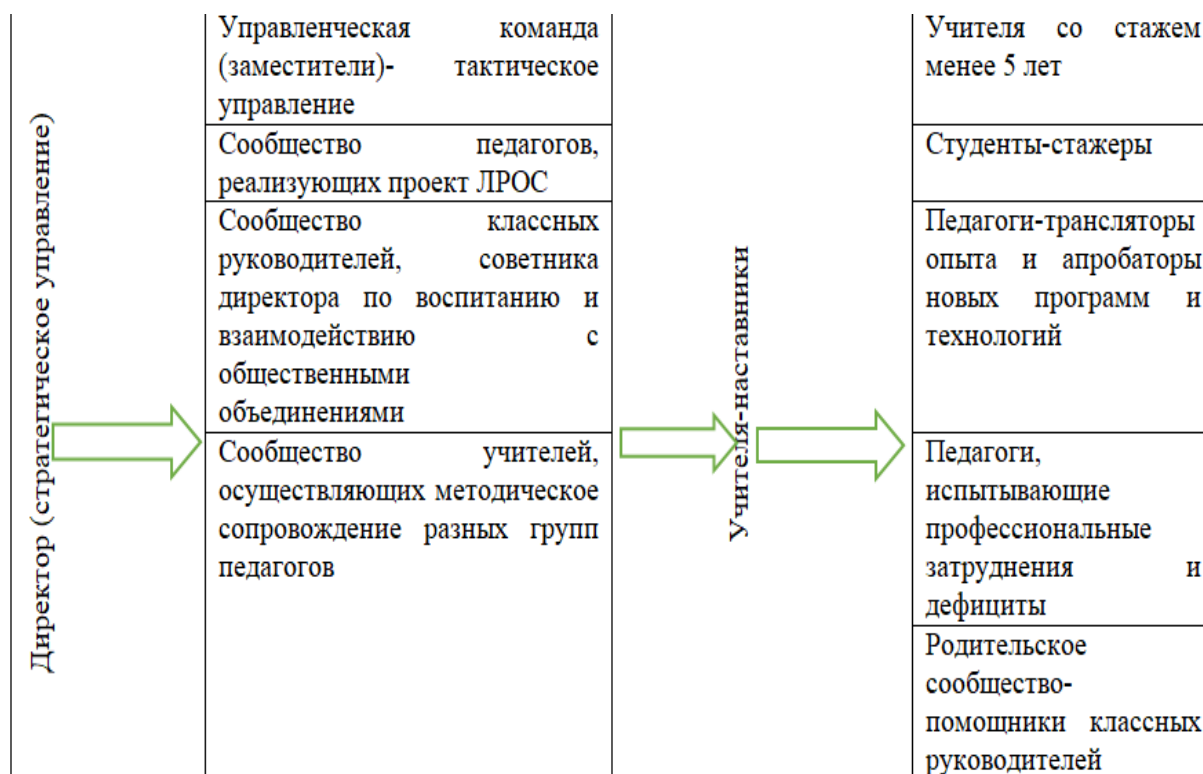 Директор (стратегическое управление)
Управленческая команда
(заместители)- тактическое
управление
Сообщество педагогов,
реализующих проект ЛРОС
Сообщество классных
руководителей, советника
директора по воспитанию и
взаимодействию с
общественными
объединениями
Сообщество учителей,
осуществляющих методическое
сопровождение разных групп
педагогов
Учителя-наставники
Учителя со стажем
менее 5 лет
Студенты-стажеры
Педагоги-трансляторы
опыта и апробаторы
новых программ и
технологий
Педагоги,
испытывающие
профессиональные
затруднения и
дефициты
Родительское
сообщество-
помощники классных
руководителей